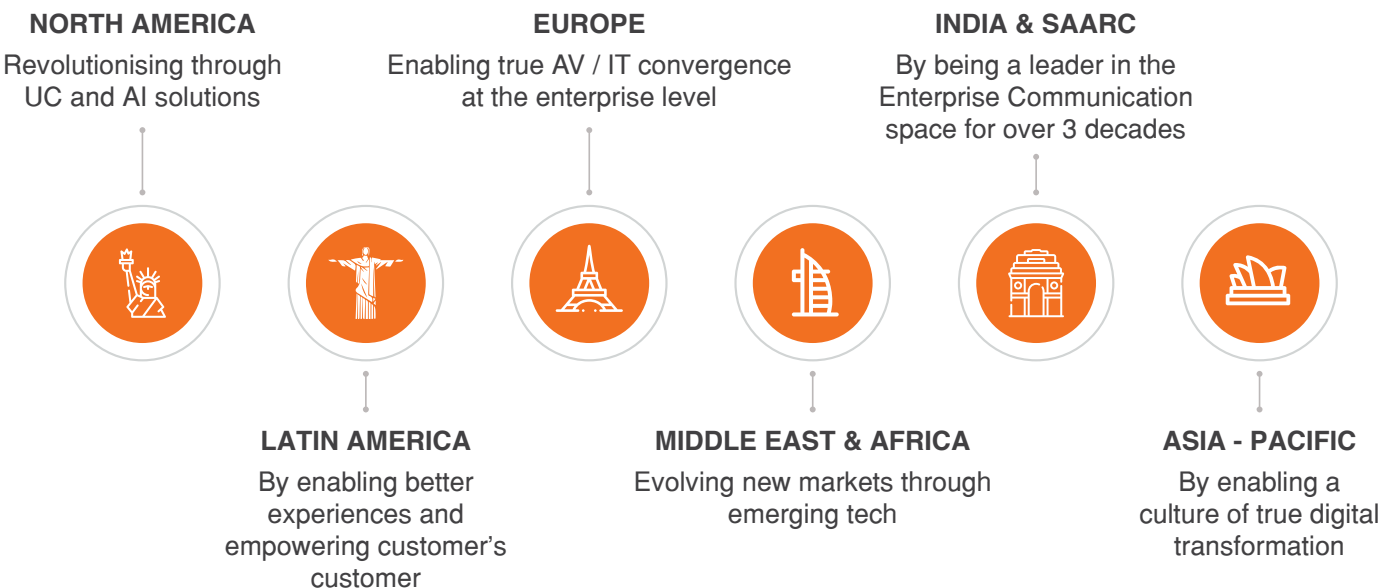 NORTH AMERICA
Revolutionising through
UC and AI solutions
EUROPE
Enabling true AV / IT convergence
at the enterprise level
INDIA & SAARC
By being a leader in the
Enterprise Communication
space for over 3 decades
LATIN AMERICA
By enabling better
experiences and
empowering customer’s
customer
MIDDLE EAST & AFRICA
Evolving new markets through
emerging tech
ASIA - PACIFIC
By enabling a
culture of true digital
transformation